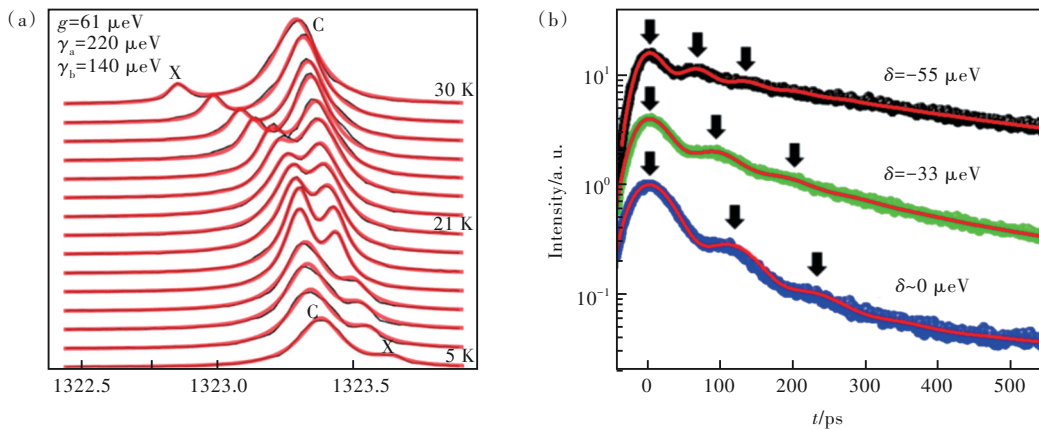 (a)
g=61 μeV
γa=220 μeV
γb=140 μeV
C
X
30 K
21 K
C
X
5 K
1322.5 1323.0 1323.5
(b)
Intensity/a. u.
10¹
10⁰
10⁻¹
δ=−55 μeV
δ=−33 μeV
δ~0 μeV
0 100 200 300 400 500
t/ps